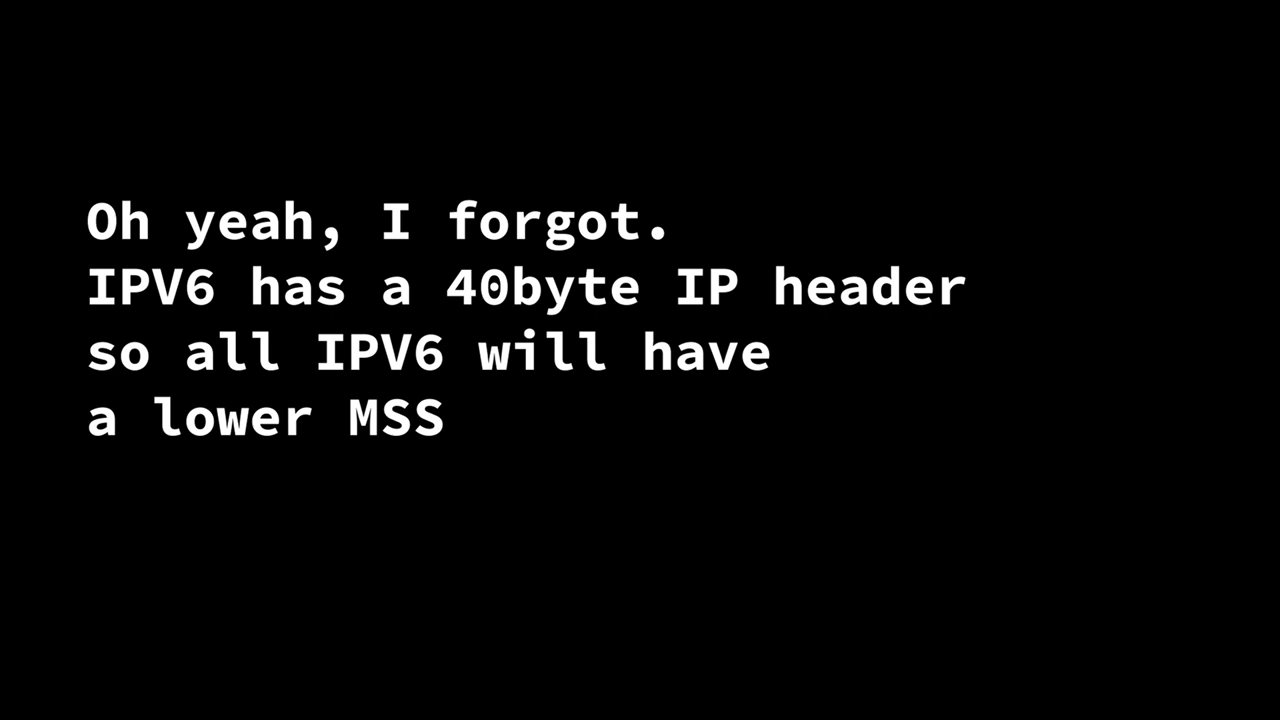 Oh yeah, I forgot.
IPV6 has a 40byte IP header
so all IPV6 will have
a lower MSS